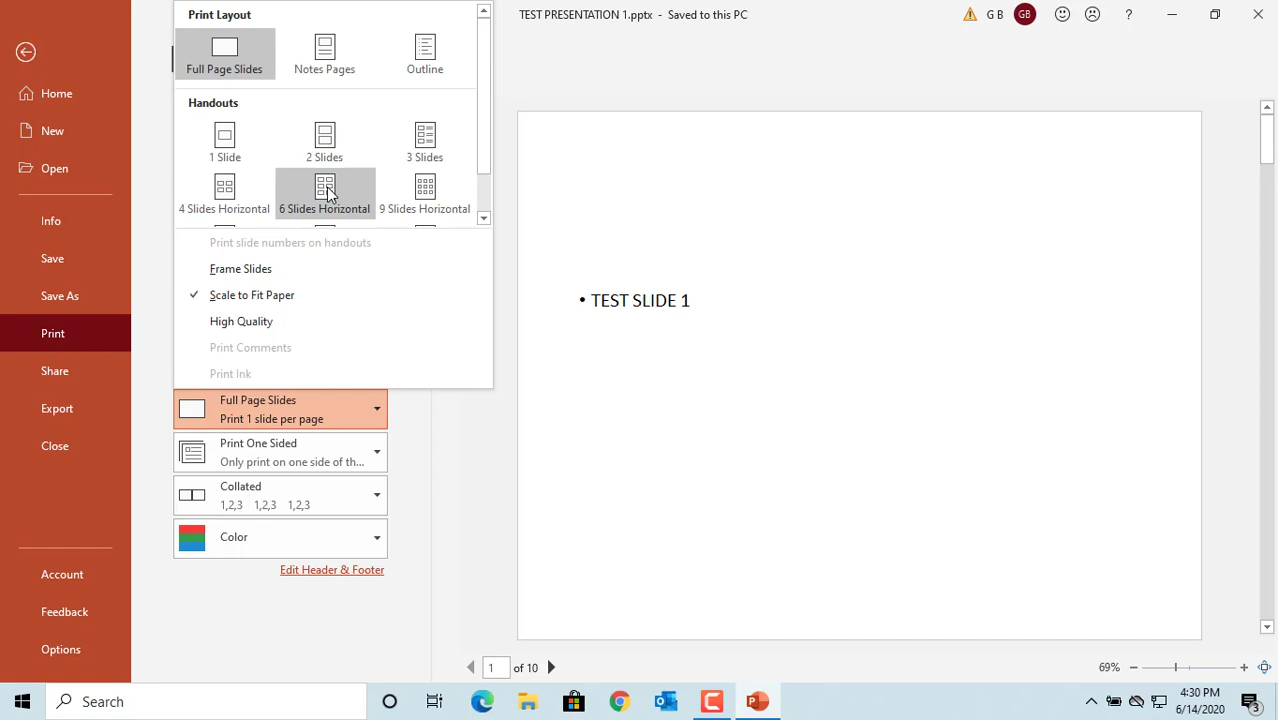 TEST PRESENTATION 1.pptx - Saved to this PC
G B
GB
?
Home
New
Open
Info
Save
Save As
Print
Share
Export
Close
Account
Feedback
Options
Print Layout
Full Page Slides
Notes Pages
Outline
Handouts
1 Slide
2 Slides
3 Slides
4 Slides Horizontal
6 Slides Horizontal
9 Slides Horizontal
Print slide numbers on handouts
Frame Slides
Scale to Fit Paper
High Quality
Print Comments
Print Ink
Full Page Slides
Print 1 slide per page
Print One Sided
Only print on one side of th...
Collated
1,2,3 1,2,3 1,2,3
Color
Edit Header & Footer
• TEST SLIDE 1
1 of 10
69%
Search
4:30 PM
6/14/2020
3